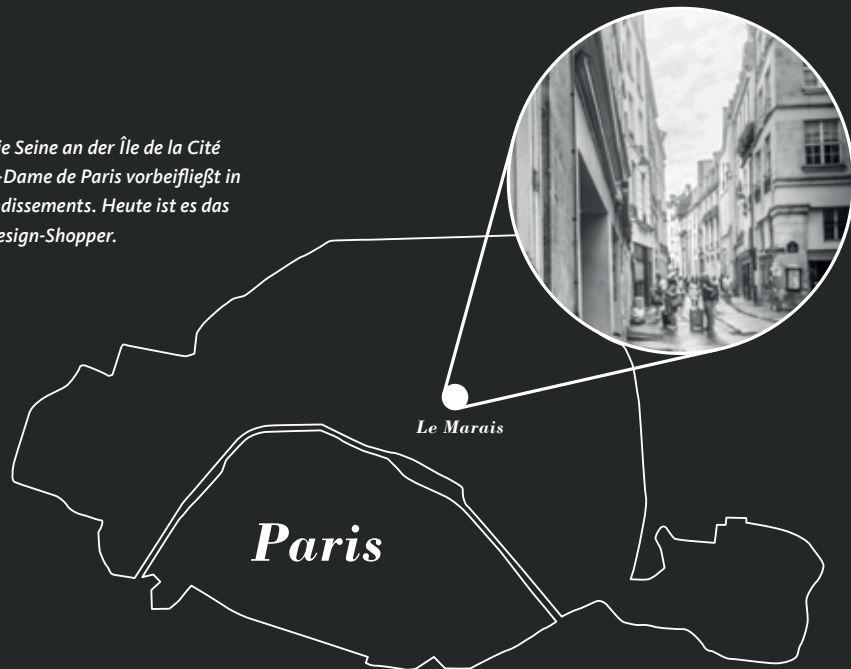 ie Seine an der Île de la Cité
-Dame de Paris vorbeifließt in
dissements. Heute ist es das
esign-Shopper.
Le Marais
Paris